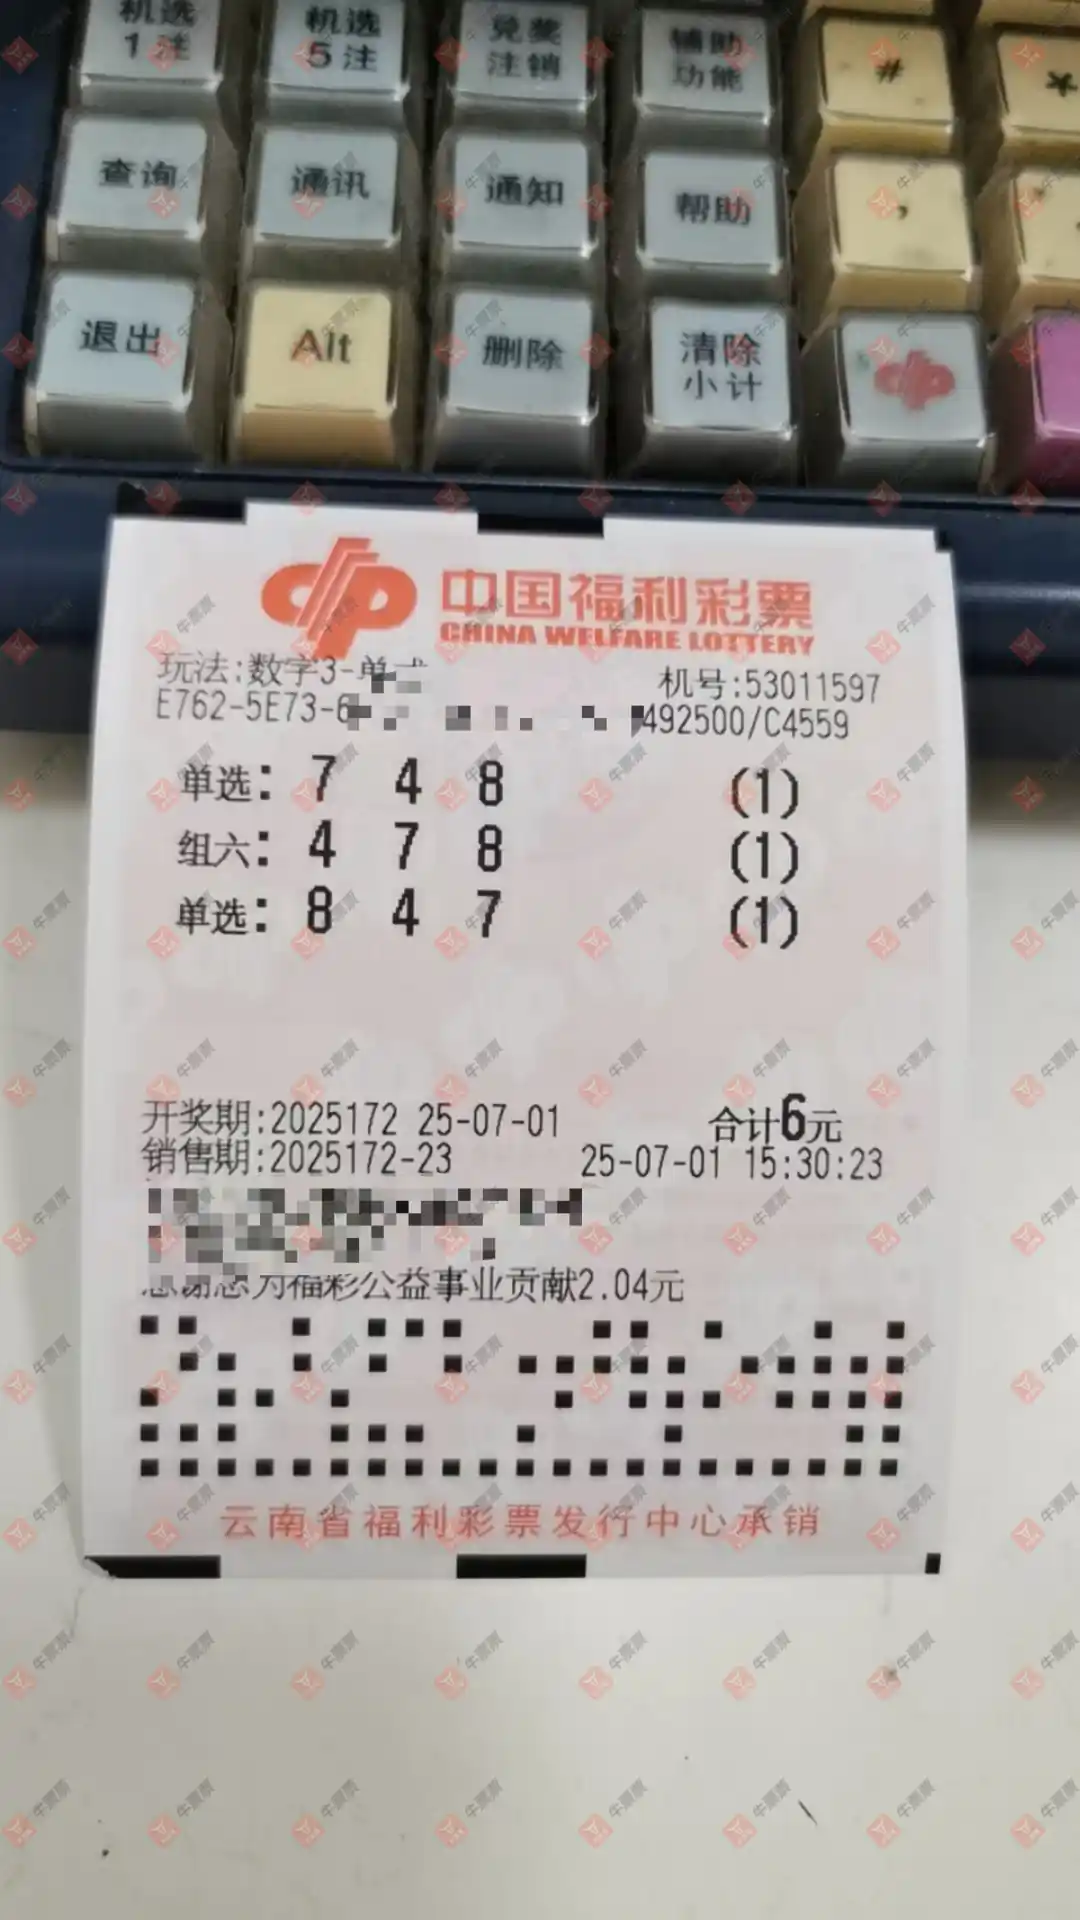 机选 机选 兑奖 辅助
1 注 5 注 注销 功能 #
查询 通讯 通知 帮助 ,
退出 Alt 删除 清除
小计
中国福利彩票
CHINA WELFARE LOTTERY
玩法:数字3-单式
机号:53011597
E762-5E73-6
492500/C4559
单选: 7 4 8 (1)
组六: 4 7 8 (1)
单选: 8 4 7 (1)
开奖期:2025172 25-07-01 合计6元
销售期:2025172-23 25-07-01 15:30:23
感谢您为福彩公益事业贡献2.04元
云南省福利彩票发行中心承销
牛票票